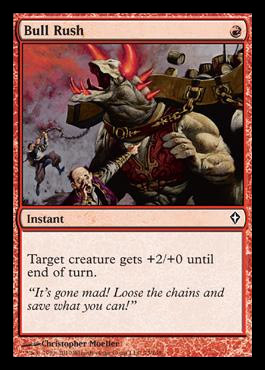 Bull Rush
Instant
Target creature gets +2/+0 until
end of turn.
"It's gone mad! Loose the chains and
save what you can!"
Christopher Moeller